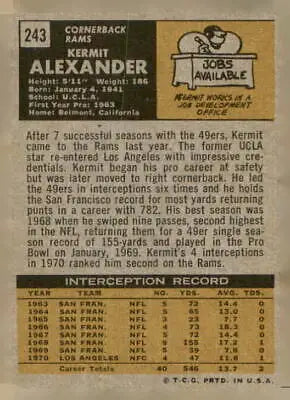 243
CORNERBACK
RAMS
KERMIT
ALEXANDER
Height: 5'11" Weight: 186
Born: January 4, 1941
School: U.C.L.A.
First Year Pro: 1963
Home: Belmont, California
JOBS
AVAILABLE
KERMIT WORKS IN A
JOB DEVELOPMENT
OFFICE
After 7 successful seasons with the 49ers, Kermit
came to the Rams last year. The former UCLA
star re-entered Los Angeles with impressive cre-
dentials. Kermit began his pro career at safety
but was later moved to right cornerback. He led
the 49ers in interceptions six times and he holds
the San Francisco record for most yards returning
punts in a career with 782. His best season was
1968 when he swiped nine passes, second highest
in the NFL, returning them for a 49er single sea-
son record of 155-yards and played in the Pro
Bowl on January, 1969. Kermit's 4 interceptions
in 1970 ranked him second on the Rams.
INTERCEPTION RECORD
YEAR NO. YDS. AVG. TD
1963 SAN FRAN. NFL 5 72 14.4 0
1964 SAN FRAN. NFL 5 65 13.0 0
1965 SAN FRAN. NFL 3 23 7.7 0
1966 SAN FRAN. NFL 4 73 18.3 0
1967 SAN FRAN. NFL 5 72 14.4 0
1968 SAN FRAN. NFL 9 155 17.2 1
1969 SAN FRAN. NFL 5 39 7.8 0
1970 LOS ANGELES NFC 4 47 11.8 1
Career Totals 40 546 13.7 2
© T.C.G. PRTD. IN U.S.A.